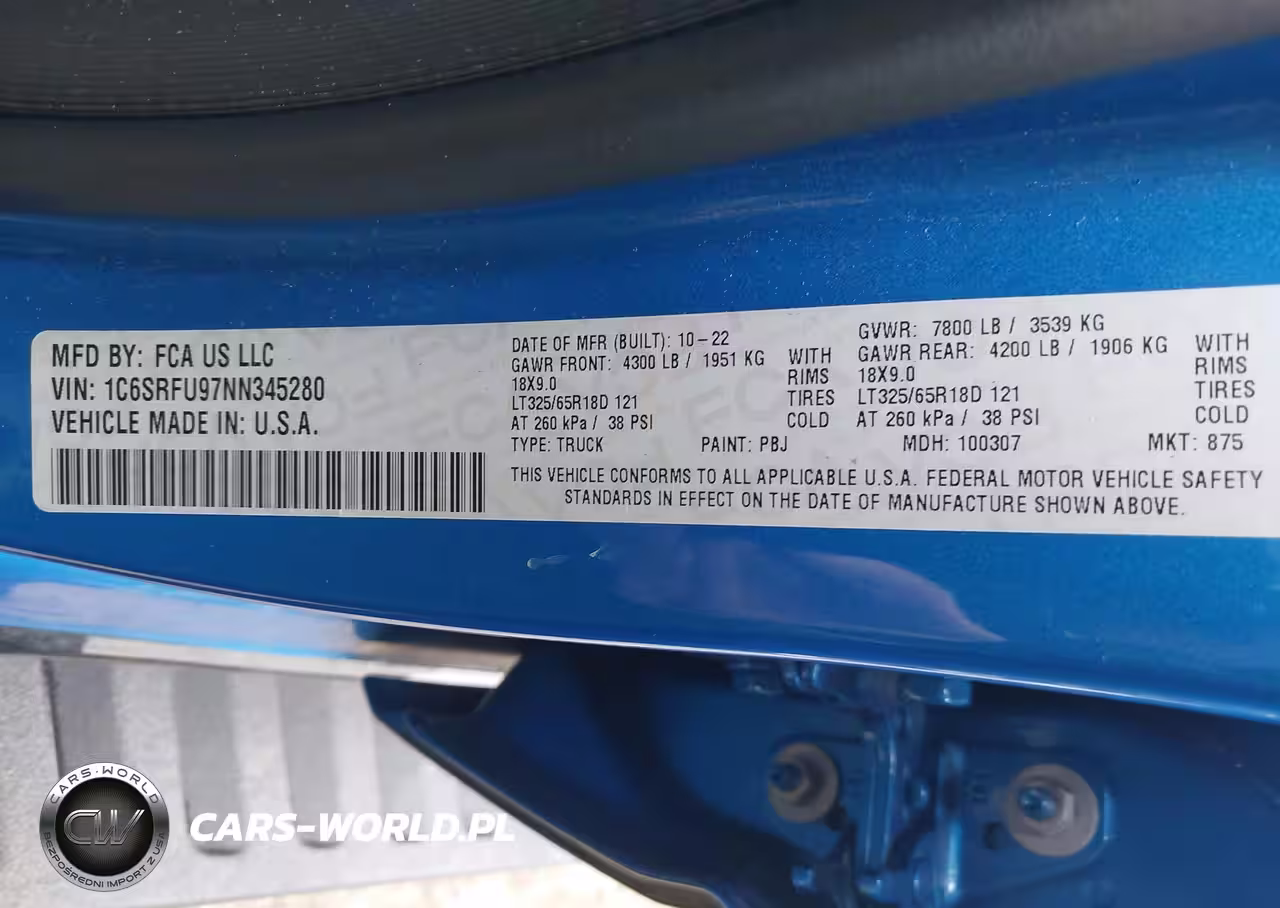 MFD BY: FCA US LLC
VIN: 1C6SRFU97NN345280
VEHICLE MADE IN: U.S.A.
DATE OF MFR (BUILT): 10-22
GAWR FRONT: 4300 LB / 1951 KG WITH
18X9.0 RIMS
LT325/65R18D 121 TIRES
AT 260 kPa / 38 PSI COLD
GVWR: 7800 LB / 3539 KG
GAWR REAR: 4200 LB / 1906 KG WITH
18X9.0 RIMS
LT325/65R18D 121 TIRES
AT 260 kPa / 38 PSI COLD
TYPE: TRUCK PAINT: PBJ MDH: 100307 MKT: 875
THIS VEHICLE CONFORMS TO ALL APPLICABLE U.S.A. FEDERAL MOTOR VEHICLE SAFETY
STANDARDS IN EFFECT ON THE DATE OF MANUFACTURE SHOWN ABOVE.
CARS-WORLD
CW
BEZPOŚREDNI IMPORT Z USA
CARS-WORLD.PL